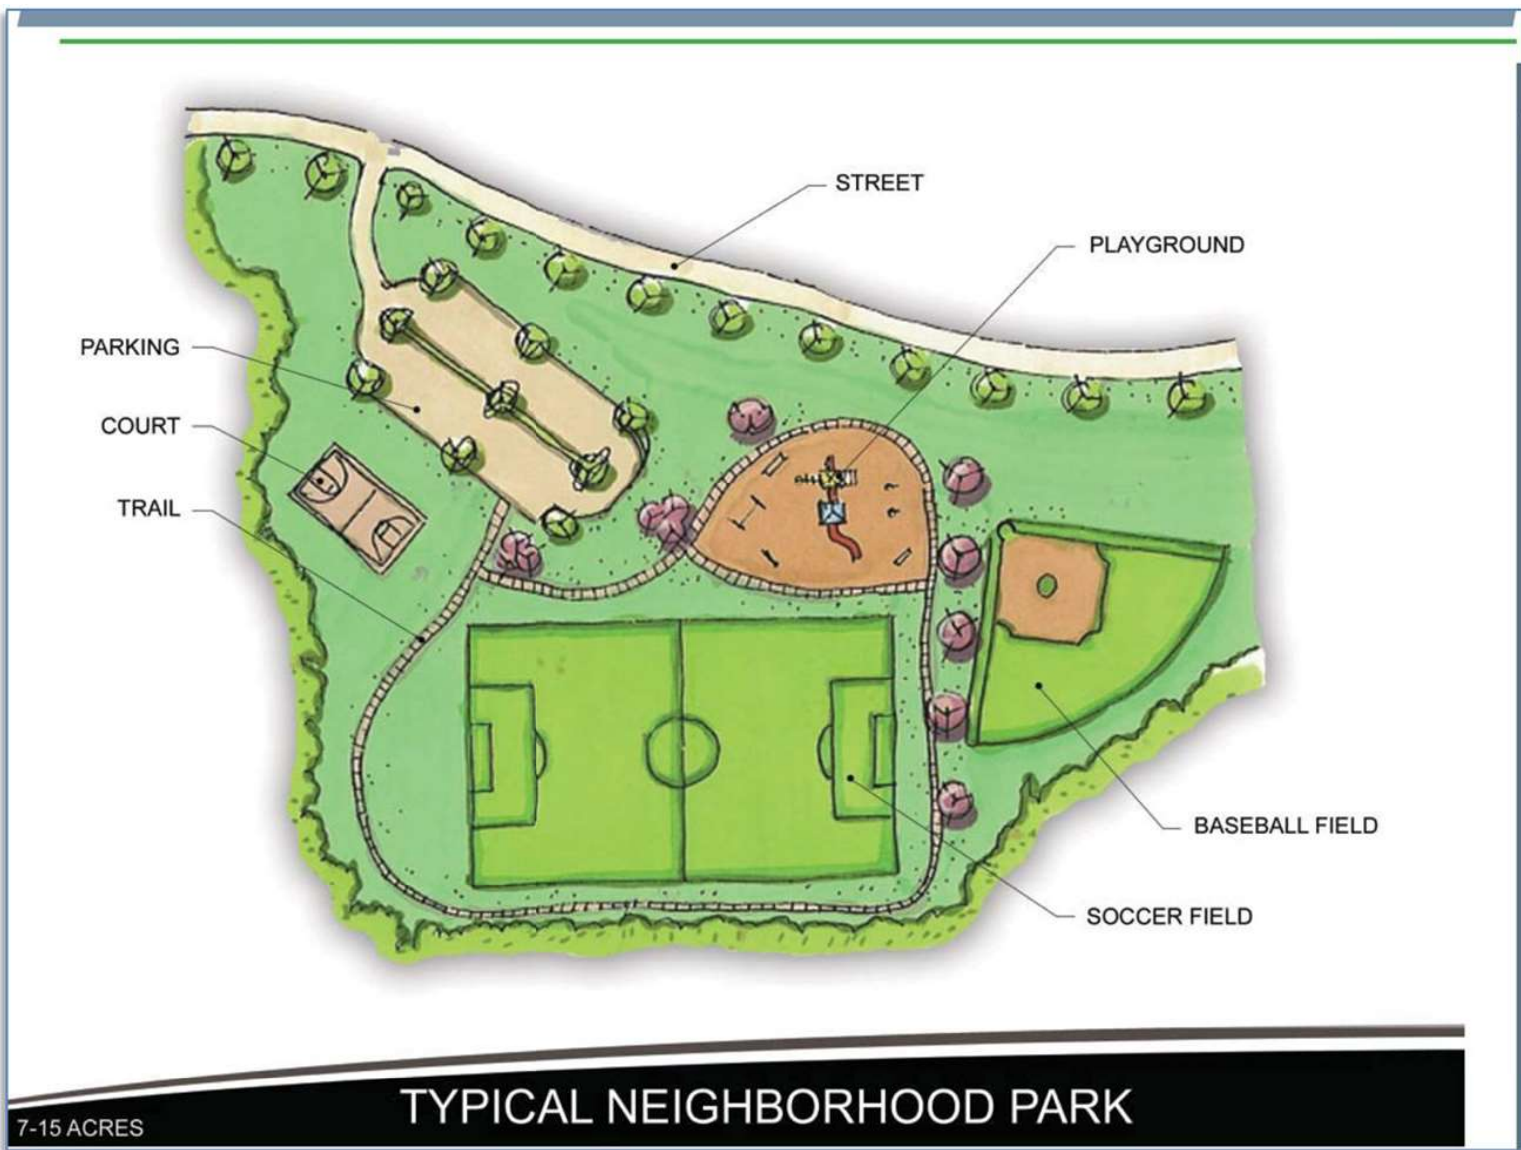 STREET
PLAYGROUND
PARKING
COURT
TRAIL
BASEBALL FIELD
SOCCER FIELD
TYPICAL NEIGHBORHOOD PARK
7-15 ACRES